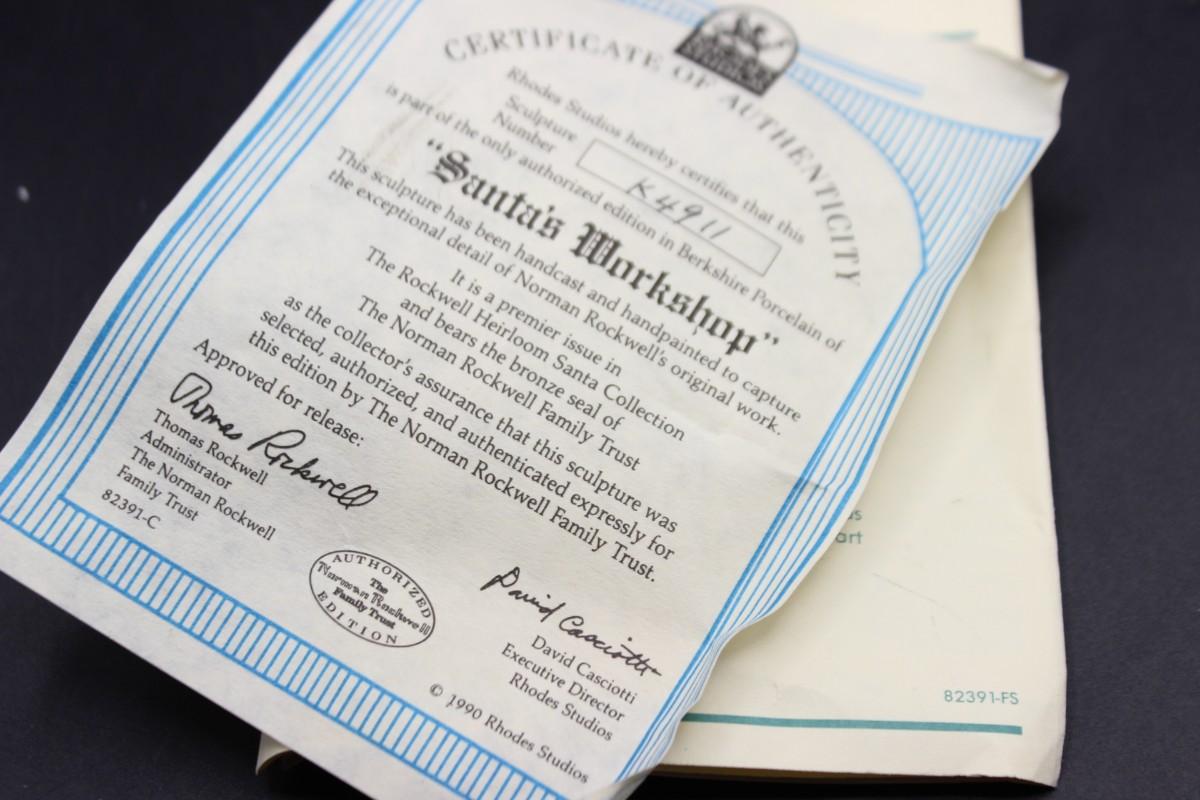 CERTIFICATE OF AUTHENTICITY
Rhodes Studios hereby certifies that this
Sculpture
Number
K4911
is part of the only authorized edition in Berkshire Porcelain of
“Santa's Workshop”
This sculpture has been handcast and handpainted to capture
the exceptional detail of Norman Rockwell's original work.
It is a premier issue in
The Rockwell Heirloom Santa Collection
and bears the bronze seal of
The Norman Rockwell Family Trust
as the collector's assurance that this sculpture was
selected, authorized, and authenticated expressly for
this edition by The Norman Rockwell Family Trust.
Approved for release:
Thomas Rockwell
Thomas Rockwell
Administrator
The Norman Rockwell
Family Trust
82391-C
AUTHORIZED
The
Norman Rockwell
Family Trust
EDITION
David Casciotti
David Casciotti
Executive Director
Rhodes Studios
© 1990 Rhodes Studios
art
82391-FS